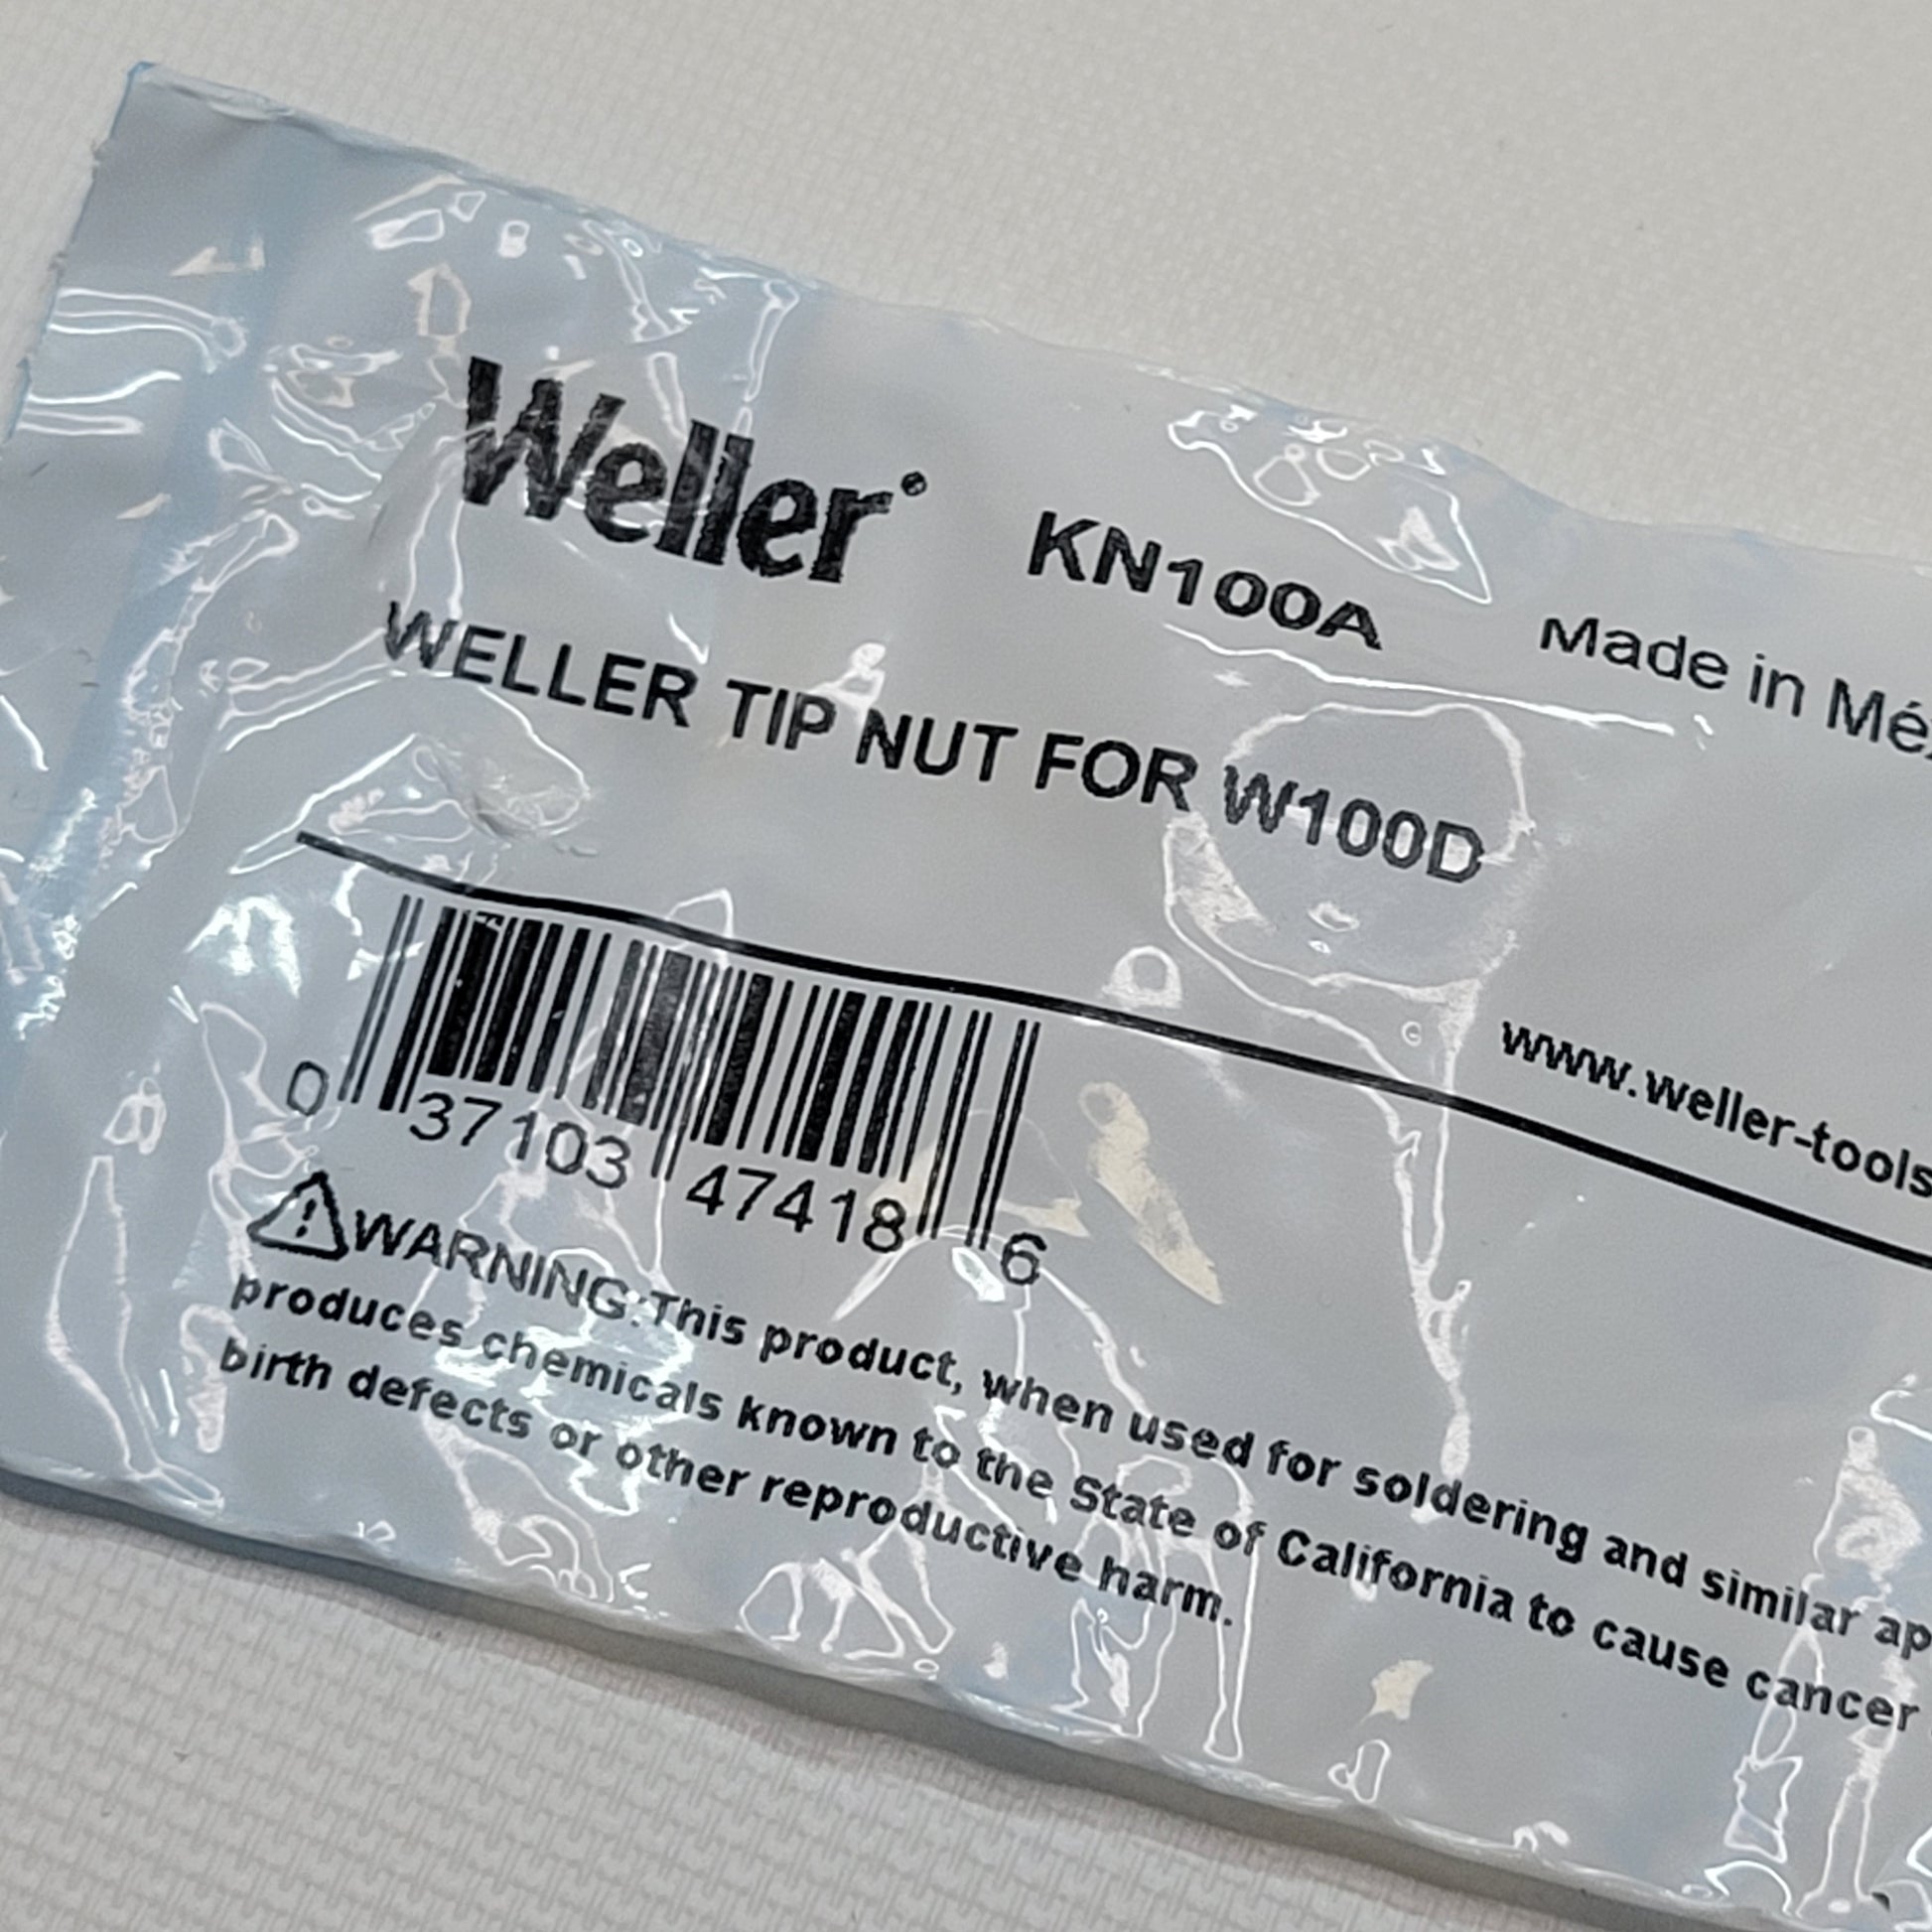 Weller® KN100A Made in Mé
WELLER TIP NUT FOR W100D
www.weller-tools
0 37103 47418 6
WARNING:This product, when used for soldering and similar ap
produces chemicals known to the State of California to cause cancer
birth defects or other reproductive harm.